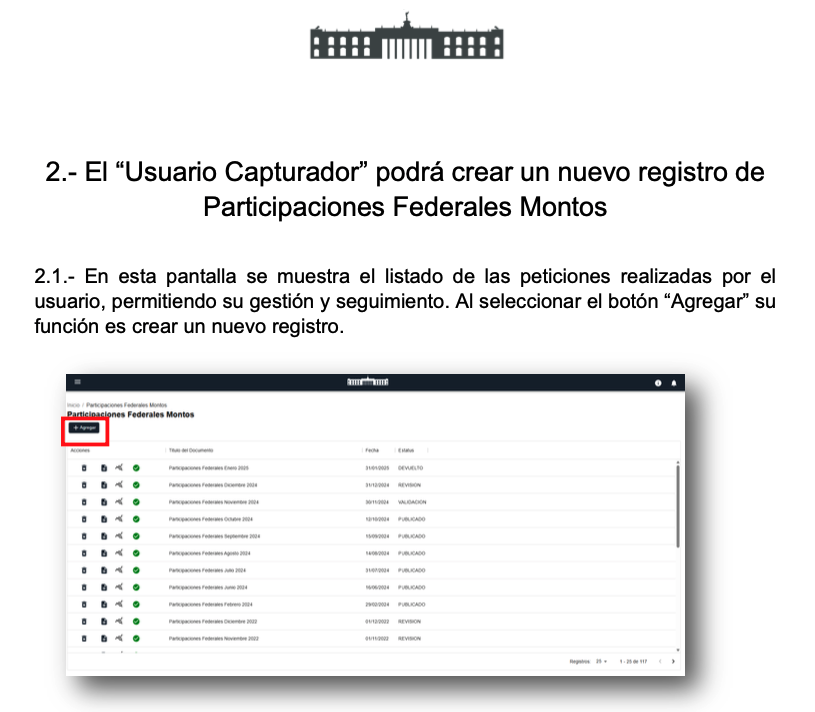 2.- El “Usuario Capturador” podrá crear un nuevo registro de
Participaciones Federales Montos
2.1.- En esta pantalla se muestra el listado de las peticiones realizadas por el
usuario, permitiendo su gestión y seguimiento. Al seleccionar el botón “Agregar” su
función es crear un nuevo registro.
Inicio / Participaciones Federales Montos
Participaciones Federales Montos
+ Agregar
Acciones Título del Documento Fecha Estatus
Participaciones Federales Enero 2025 31/01/2025 DEVUELTO
Participaciones Federales Diciembre 2024 31/12/2024 REVISION
Participaciones Federales Noviembre 2024 30/11/2024 VALIDACION
Participaciones Federales Octubre 2024 12/10/2024 PUBLICADO
Participaciones Federales Septiembre 2024 15/09/2024 PUBLICADO
Participaciones Federales Agosto 2024 14/08/2024 PUBLICADO
Participaciones Federales Julio 2024 31/07/2024 PUBLICADO
Participaciones Federales Junio 2024 16/06/2024 PUBLICADO
Participaciones Federales Febrero 2024 29/02/2024 PUBLICADO
Participaciones Federales Diciembre 2022 01/12/2022 REVISION
Participaciones Federales Noviembre 2022 01/11/2022 REVISION
Registros 25 1 - 25 de 117